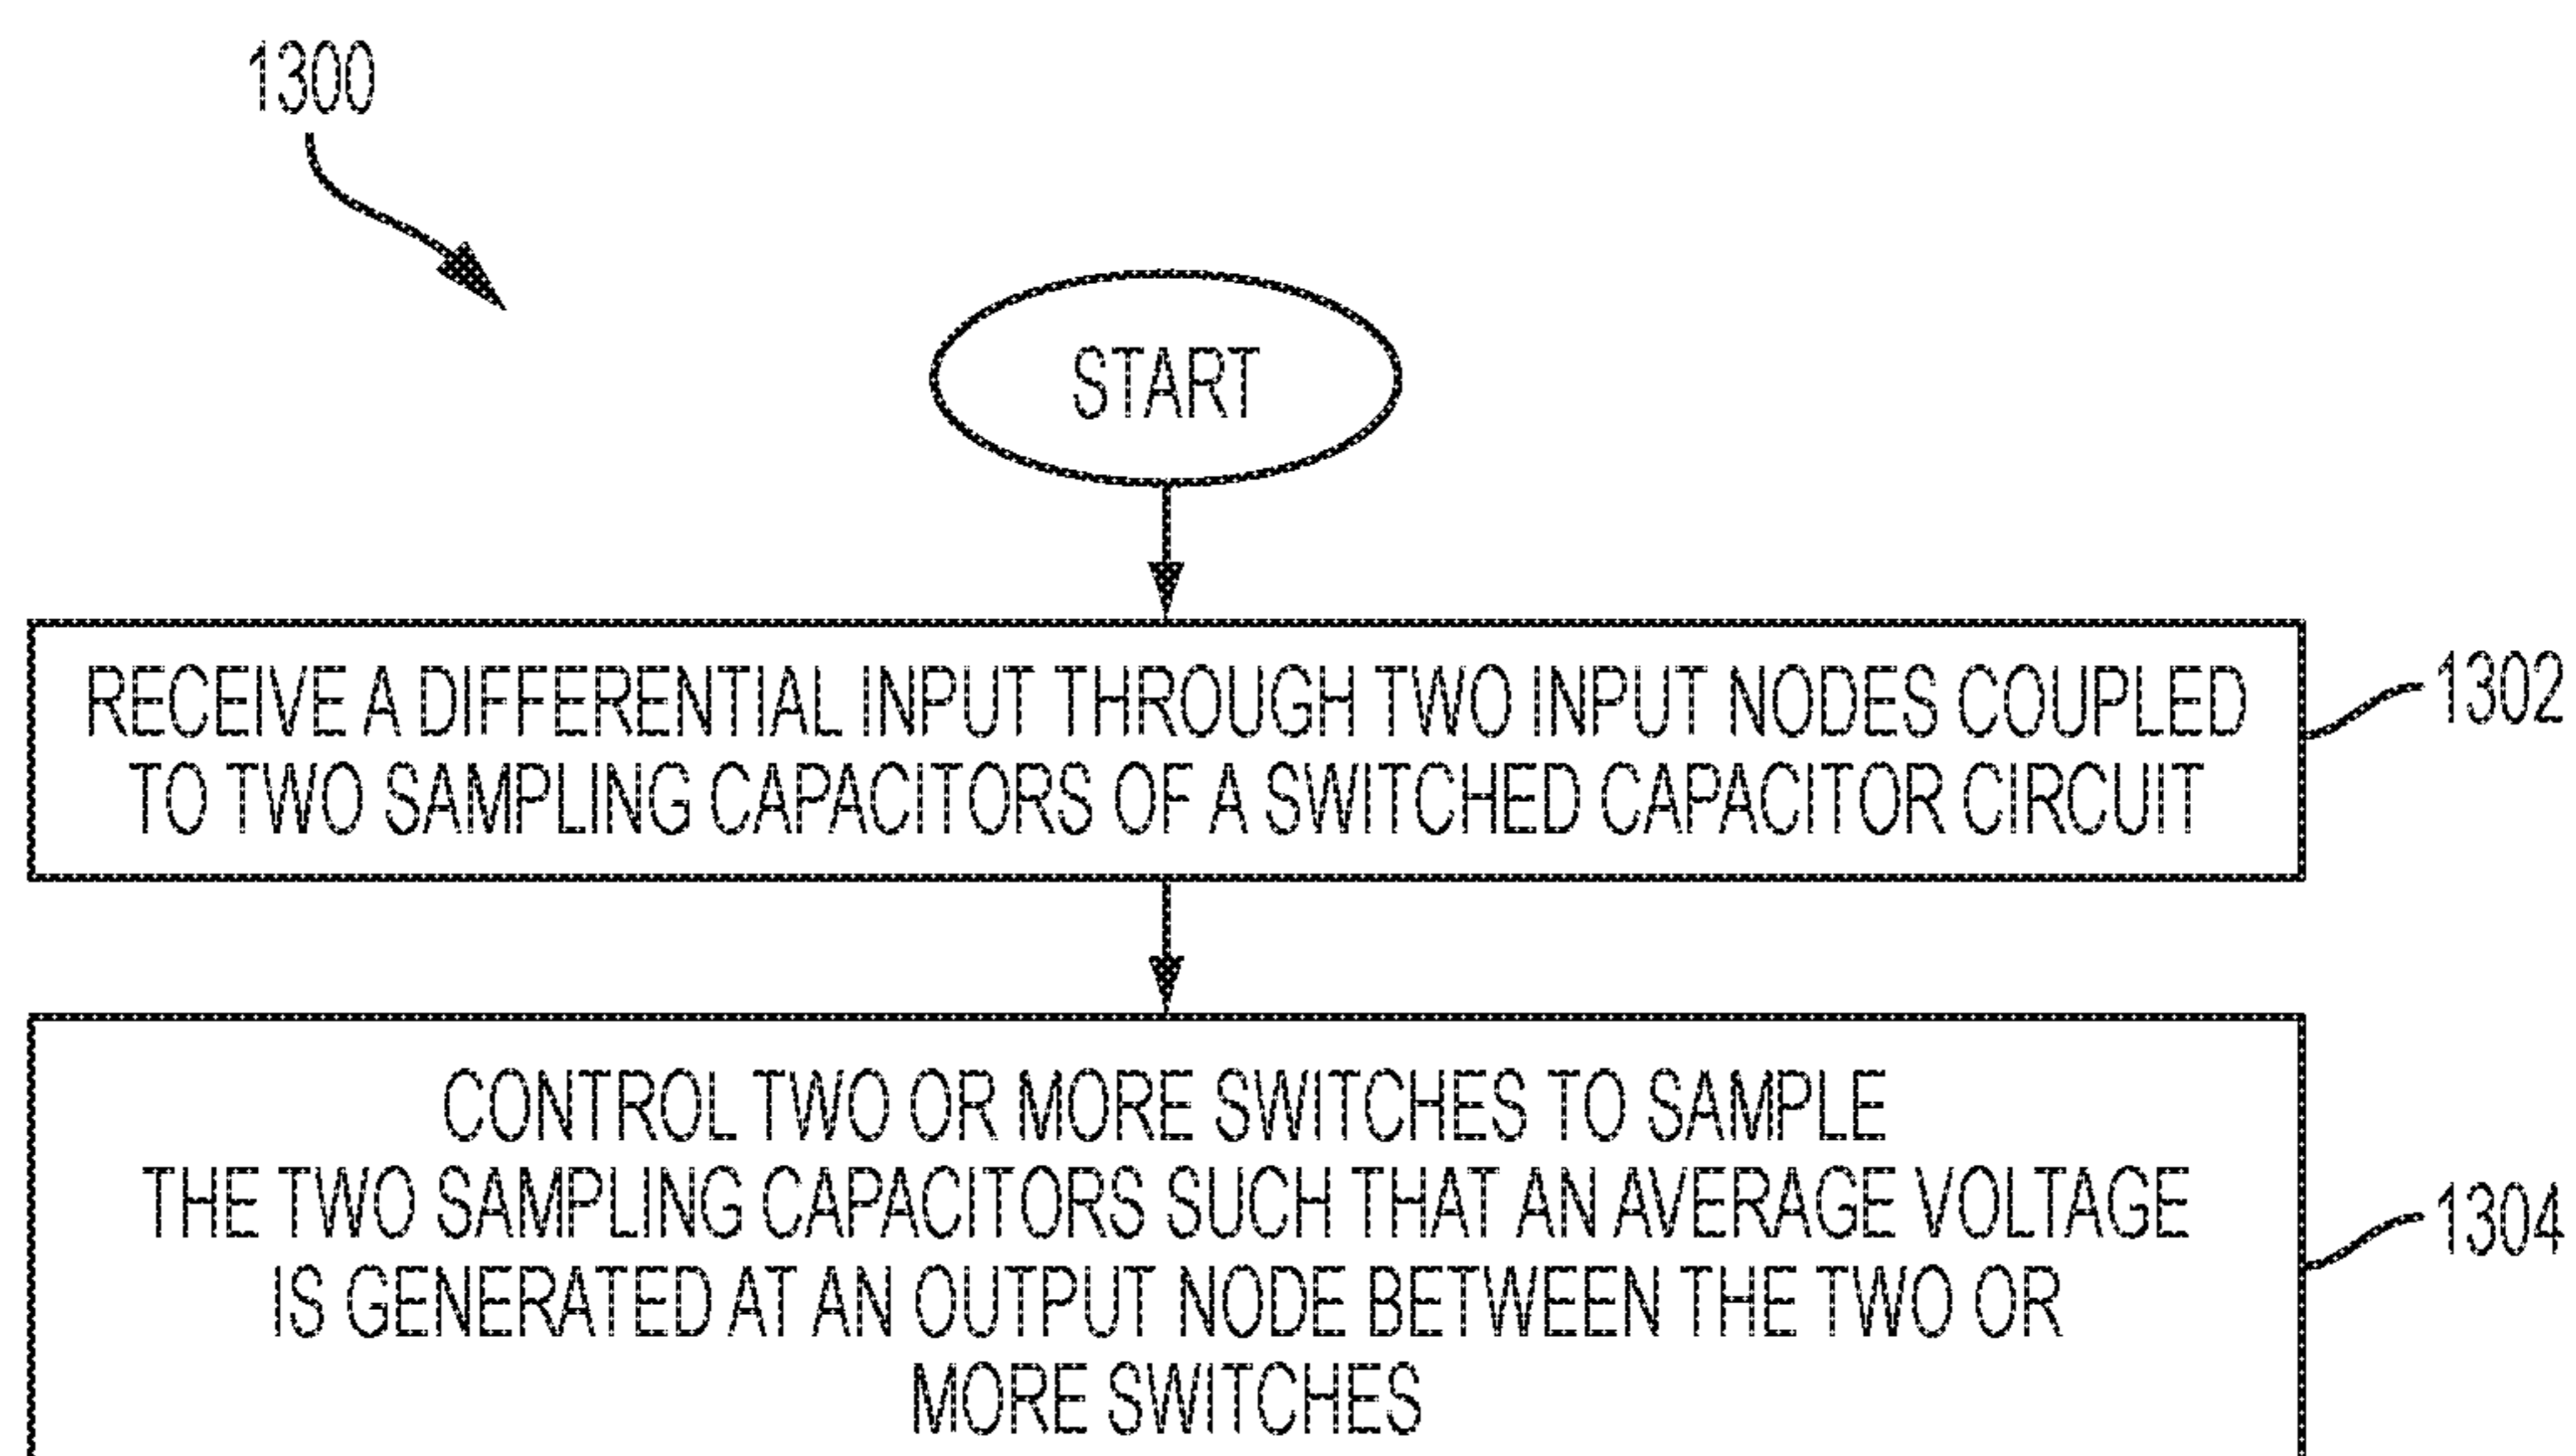 1300
START
RECEIVE A DIFFERENTIAL INPUT THROUGH TWO INPUT NODES COUPLED
TO TWO SAMPLING CAPACITORS OF A SWITCHED CAPACITOR CIRCUIT
1302
CONTROL TWO OR MORE SWITCHES TO SAMPLE
THE TWO SAMPLING CAPACITORS SUCH THAT AN AVERAGE VOLTAGE
IS GENERATED AT AN OUTPUT NODE BETWEEN THE TWO OR
MORE SWITCHES
1304